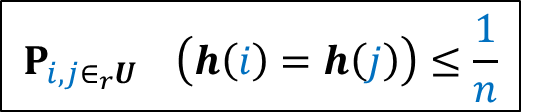 P_{i,j∈_r U} (h(i) = h(j)) ≤ 1/n